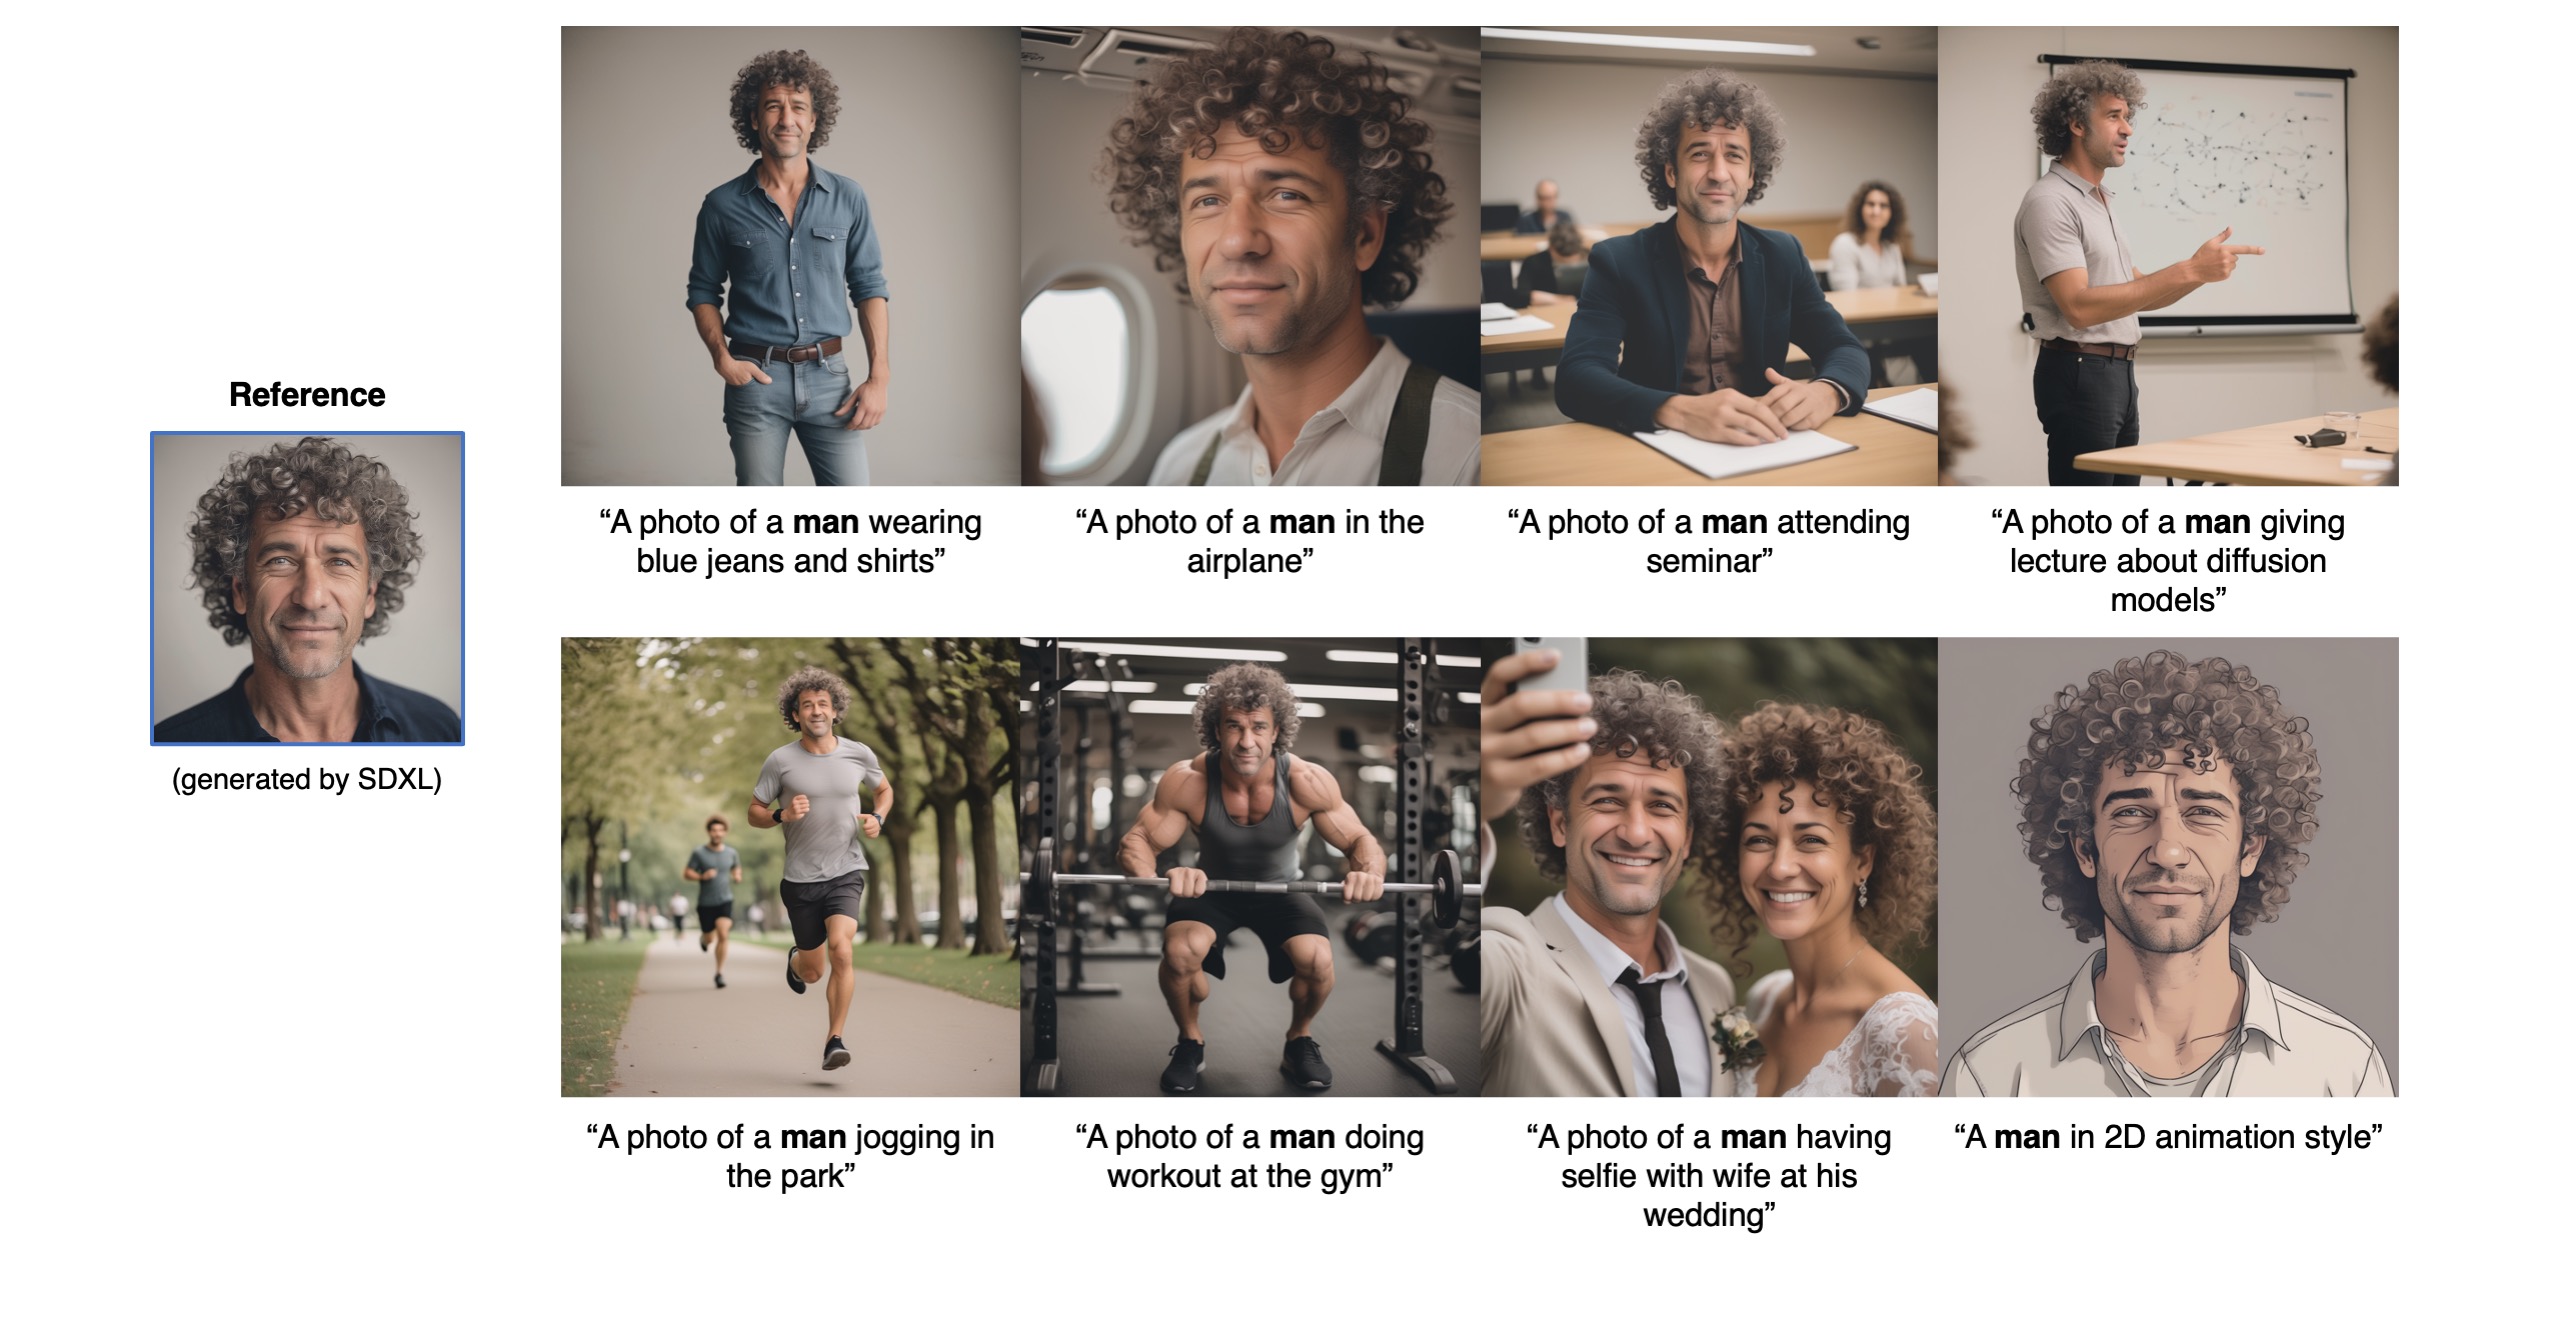 Reference
(generated by SDXL)
“A photo of a man wearing
blue jeans and shirts”
“A photo of a man in the
airplane”
“A photo of a man attending
seminar”
“A photo of a man giving
lecture about diffusion
models”
“A photo of a man jogging in
the park”
“A photo of a man doing
workout at the gym”
“A photo of a man having
selfie with wife at his
wedding”
“A man in 2D animation style”